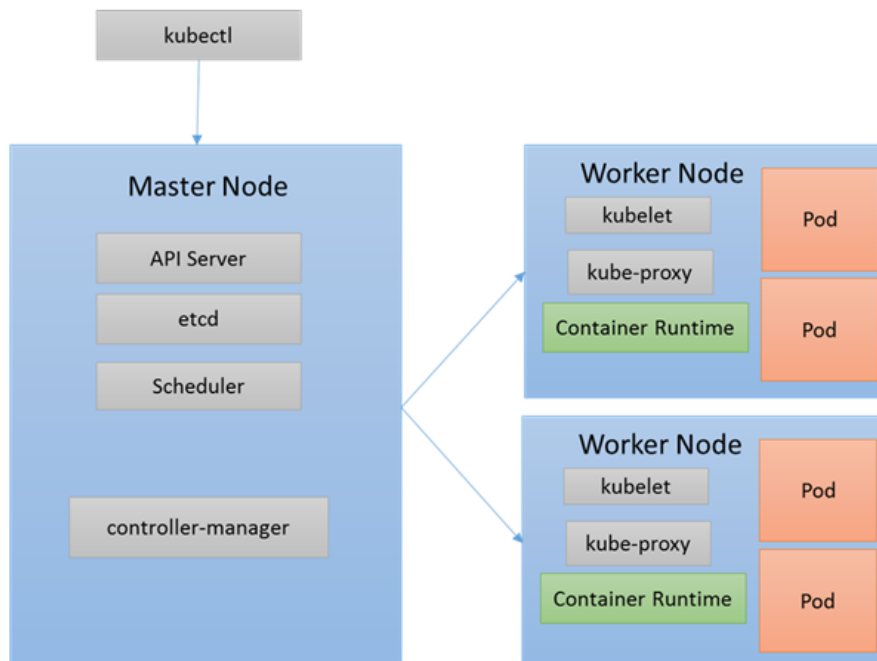 kubectl
Master Node
API Server
etcd
Scheduler
controller-manager
Worker Node
kubelet
kube-proxy
Container Runtime
Pod
Pod
Worker Node
kubelet
kube-proxy
Container Runtime
Pod
Pod